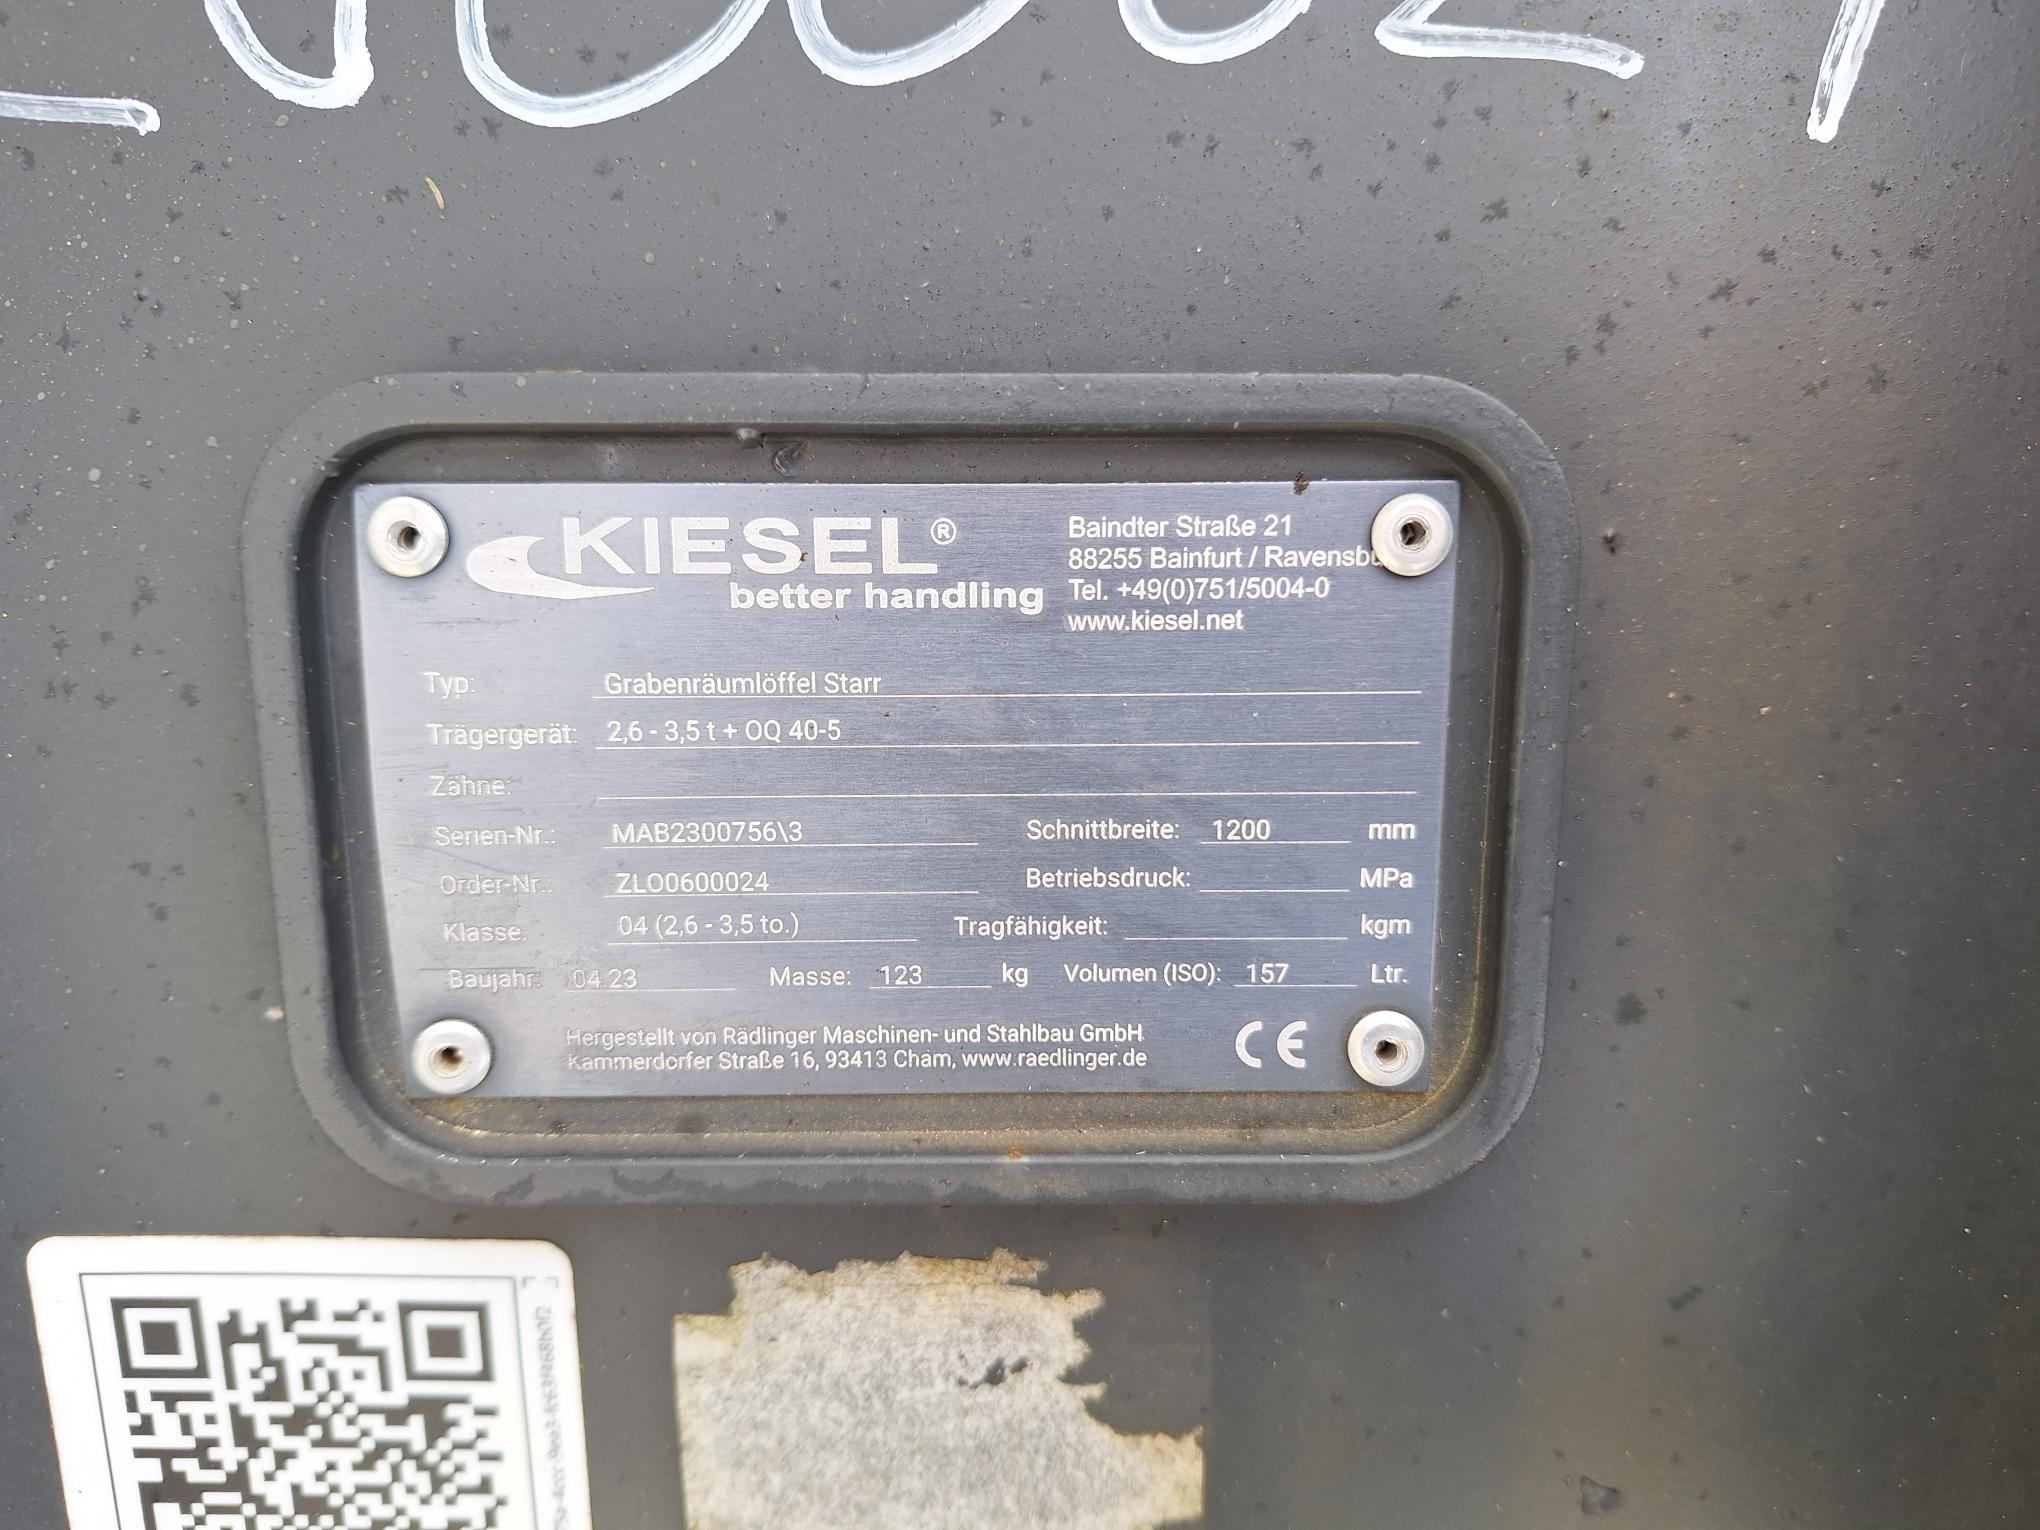 KIESEL®
better handling
Baindter Straße 21
88255 Bainfurt / Ravensbu
Tel. +49(0)751/5004-0
www.kiesel.net
Typ: Grabenräumlöffel Starr
Trägergerät: 2,6 - 3,5 t + OQ 40-5
Zähne:
Serien-Nr.: MAB2300756\3 Schnittbreite: 1200 mm
Order-Nr.: ZLO0600024 Betriebsdruck: MPa
Klasse: 04 (2,6 - 3,5 to.) Tragfähigkeit: kgm
Baujahr: 04.23 Masse: 123 kg Volumen (ISO): 157 Ltr.
Hergestellt von Rädlinger Maschinen- und Stahlbau GmbH
Kammerdorfer Straße 16, 93413 Cham, www.raedlinger.de
CE